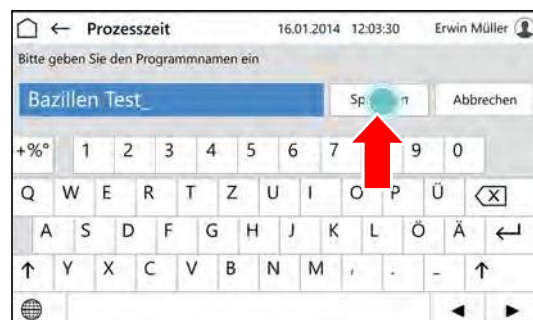 Prozesszeit 16.01.2014 12:03:30 Erwin Müller
Bitte geben Sie den Programmnamen ein
Bazillen Test_ Abbrechen
+%° 1 2 3 4 5 6 7 9 0
Q W E R T Z U I O P Ü
A S D F G H J K L Ö Ä
Y X C V B N M , . -